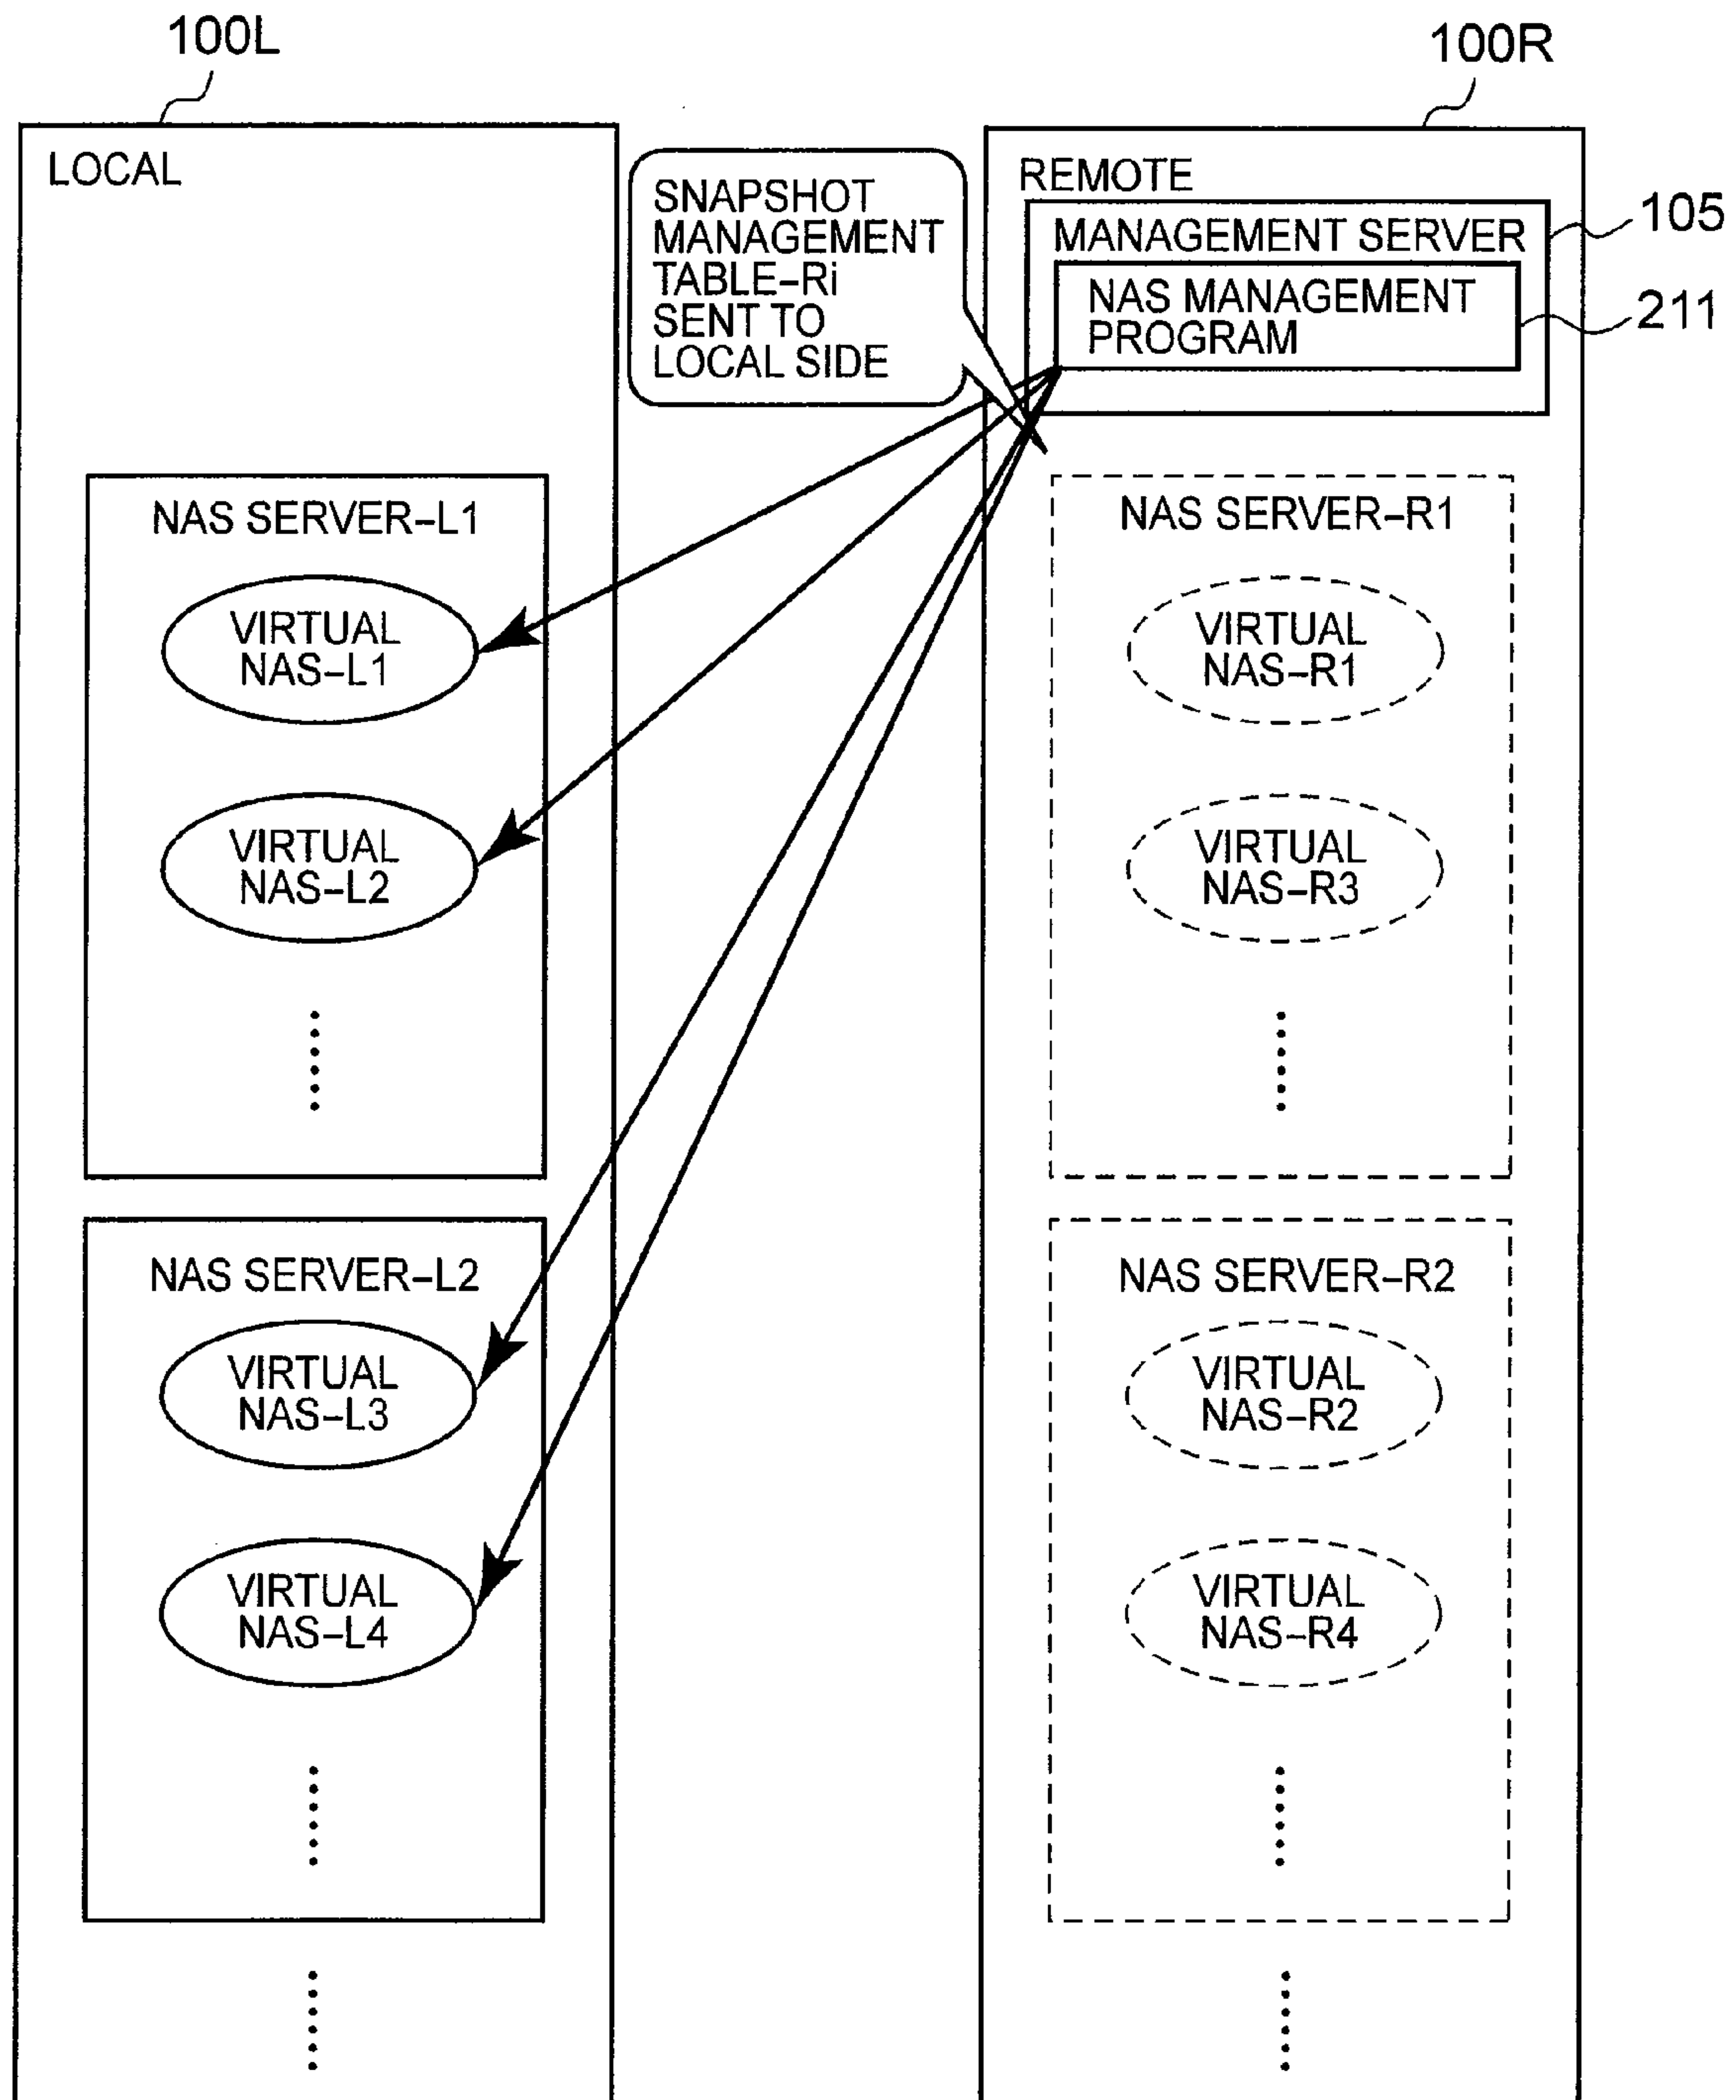 100L
100R
LOCAL
SNAPSHOT
MANAGEMENT
TABLE-Ri
SENT TO
LOCAL SIDE
REMOTE
MANAGEMENT SERVER
105
NAS MANAGEMENT
PROGRAM
211
NAS SERVER-L1
VIRTUAL
NAS-L1
VIRTUAL
NAS-L2
NAS SERVER-R1
VIRTUAL
NAS-R1
VIRTUAL
NAS-R3
NAS SERVER-L2
VIRTUAL
NAS-L3
VIRTUAL
NAS-L4
NAS SERVER-R2
VIRTUAL
NAS-R2
VIRTUAL
NAS-R4